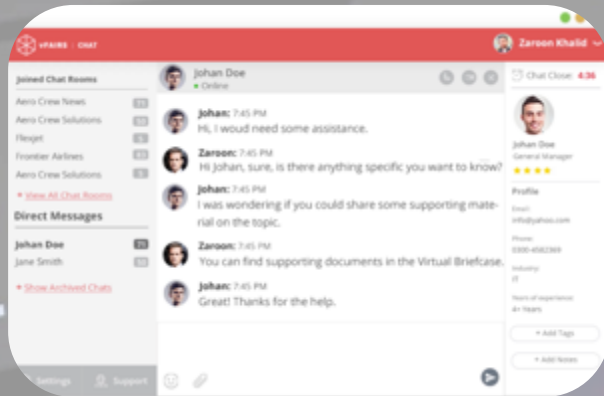 vFAIRS | CHAT
Zaroon Khalid
Joined Chat Rooms
Aero Crew News
Aero Crew Solutions
Flexjet
Frontier Airlines
Aero Crew Solutions
+ View All Chat Rooms
Direct Messages
Johan Doe
Jane Smith
+ Show Archived Chats
Settings
Support
Johan Doe
Online
Johan: 7:45 PM
Hi, I woud need some assistance.
Zaroon: 7:45 PM
Hi Johan, sure, is there anything specific you want to know?
Johan: 7:45 PM
I was wondering if you could share some supporting mate-
rial on the topic.
Zaroon: 7:45 PM
You can find supporting documents in the Virtual Briefcase.
Johan: 7:45 PM
Great! Thanks for the help.
Chat Close: 4:36
Johan Doe
General Manager
Profile
Email:
info@yahoo.com
Phone:
Industry:
IT
Years of experience:
4+ Years
+ Add Tags
+ Add Notes